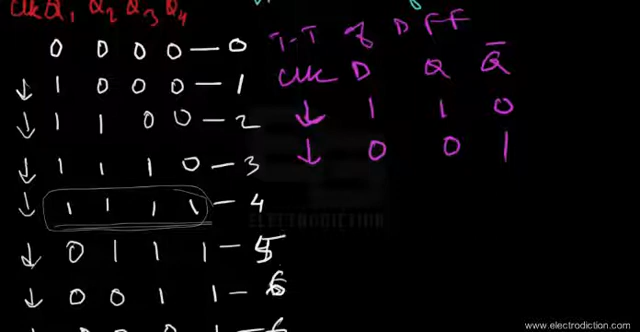 Clk Q1 Q2 Q3 Q4
0 0 0 0 — 0
↓ 1 0 0 0 — 1
↓ 1 1 0 0 — 2
↓ 1 1 1 0 — 3
↓ 1 1 1 1 — 4
↓ 0 1 1 1 — 5
↓ 0 0 1 1 — 6
T-T of D FF
Clk D Q Q̅
↓ 1 1 0
↓ 0 0 1
ELECTRODICTION
www.electrodiction.com